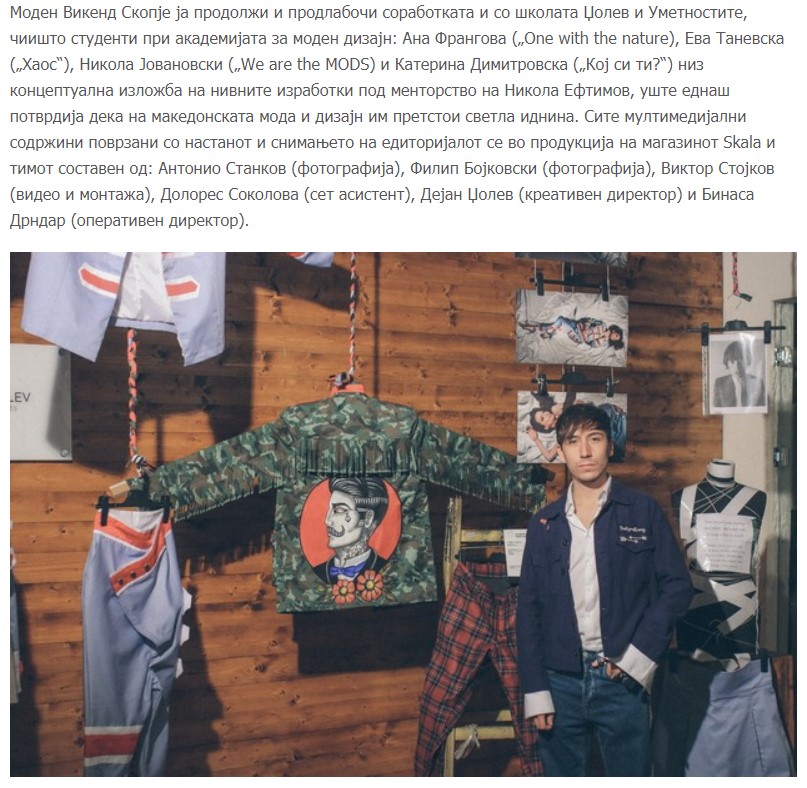 Моден Викенд Скопје ја продолжи и продлабочи соработката и со школата Џолев и Уметностите,
чиишто студенти при академијата за моден дизајн: Ана Франгова („One with the nature), Ева Таневска
(„Хаос“), Никола Јовановски („We are the MODS) и Катерина Димитровска („Кој си ти?“) низ
концептуална изложба на нивните изработки под менторство на Никола Ефтимов, уште еднаш
потврдија дека на македонската мода и дизајн им претстои светла иднина. Сите мултимедијални
содржини поврзани со настанот и снимањето на едиторијалот се во продукција на магазинот Skala и
тимот составен од: Антонио Станков (фотографија), Филип Бојковски (фотографија), Виктор Стојков
(видео и монтажа), Долорес Соколова (сет асистент), Дејан Џолев (креативен директор) и Бинаса
Дрндар (оперативен директор).
LEV